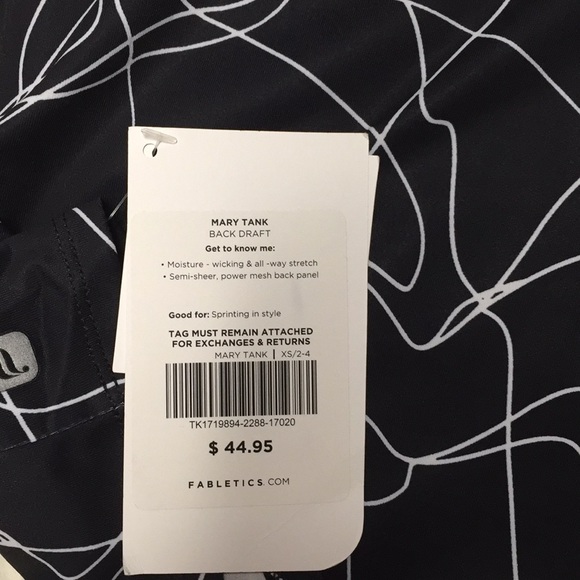 MARY TANK
BACK DRAFT
Get to know me:
• Moisture - wicking & all -way stretch
• Semi-sheer, power mesh back panel
Good for: Sprinting in style
TAG MUST REMAIN ATTACHED
FOR EXCHANGES & RETURNS
MARY TANK | XS/2-4
TK1719894-2288-17020
$ 44.95
FABLETICS.COM